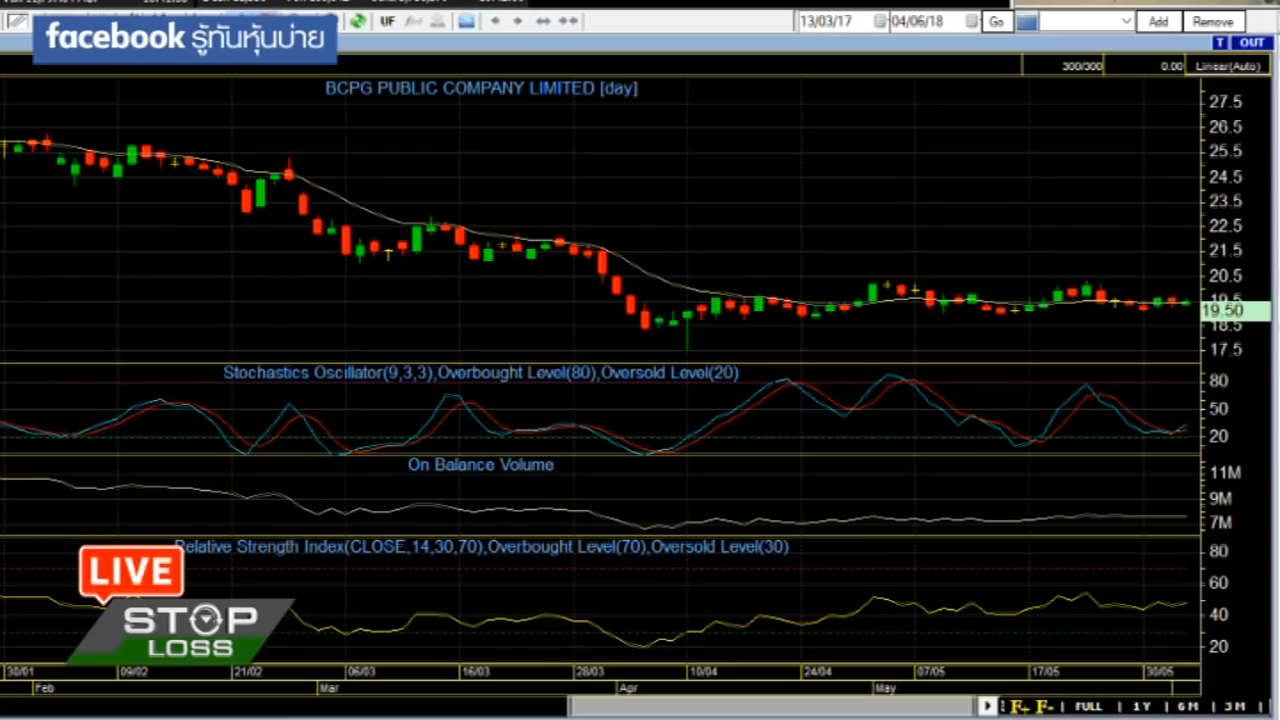 UF
13/03/17
04/06/18
Go
Add
Remove
facebook รู้ทันหุ้นบ่าย
T OUT
300/300
0.00
Linear(Auto)
BCPG PUBLIC COMPANY LIMITED [day]
27.5
26.5
25.5
24.5
23.5
22.5
21.5
20.5
19.5
19.50
18.5
17.5
Stochastics Oscillator(9,3,3),Overbought Level(80),Oversold Level(20)
80
50
20
On Balance Volume
11M
9M
7M
Relative Strength Index(CLOSE,14,30,70),Overbought Level(70),Oversold Level(30)
80
60
40
20
LIVE
STOP
LOSS
30/01 09/02 21/02 06/03 16/03 28/03 10/04 24/04 07/05 17/05 30/05
Feb Mar Apr May
F+ F- | FULL | 1Y | 6M | 3M |